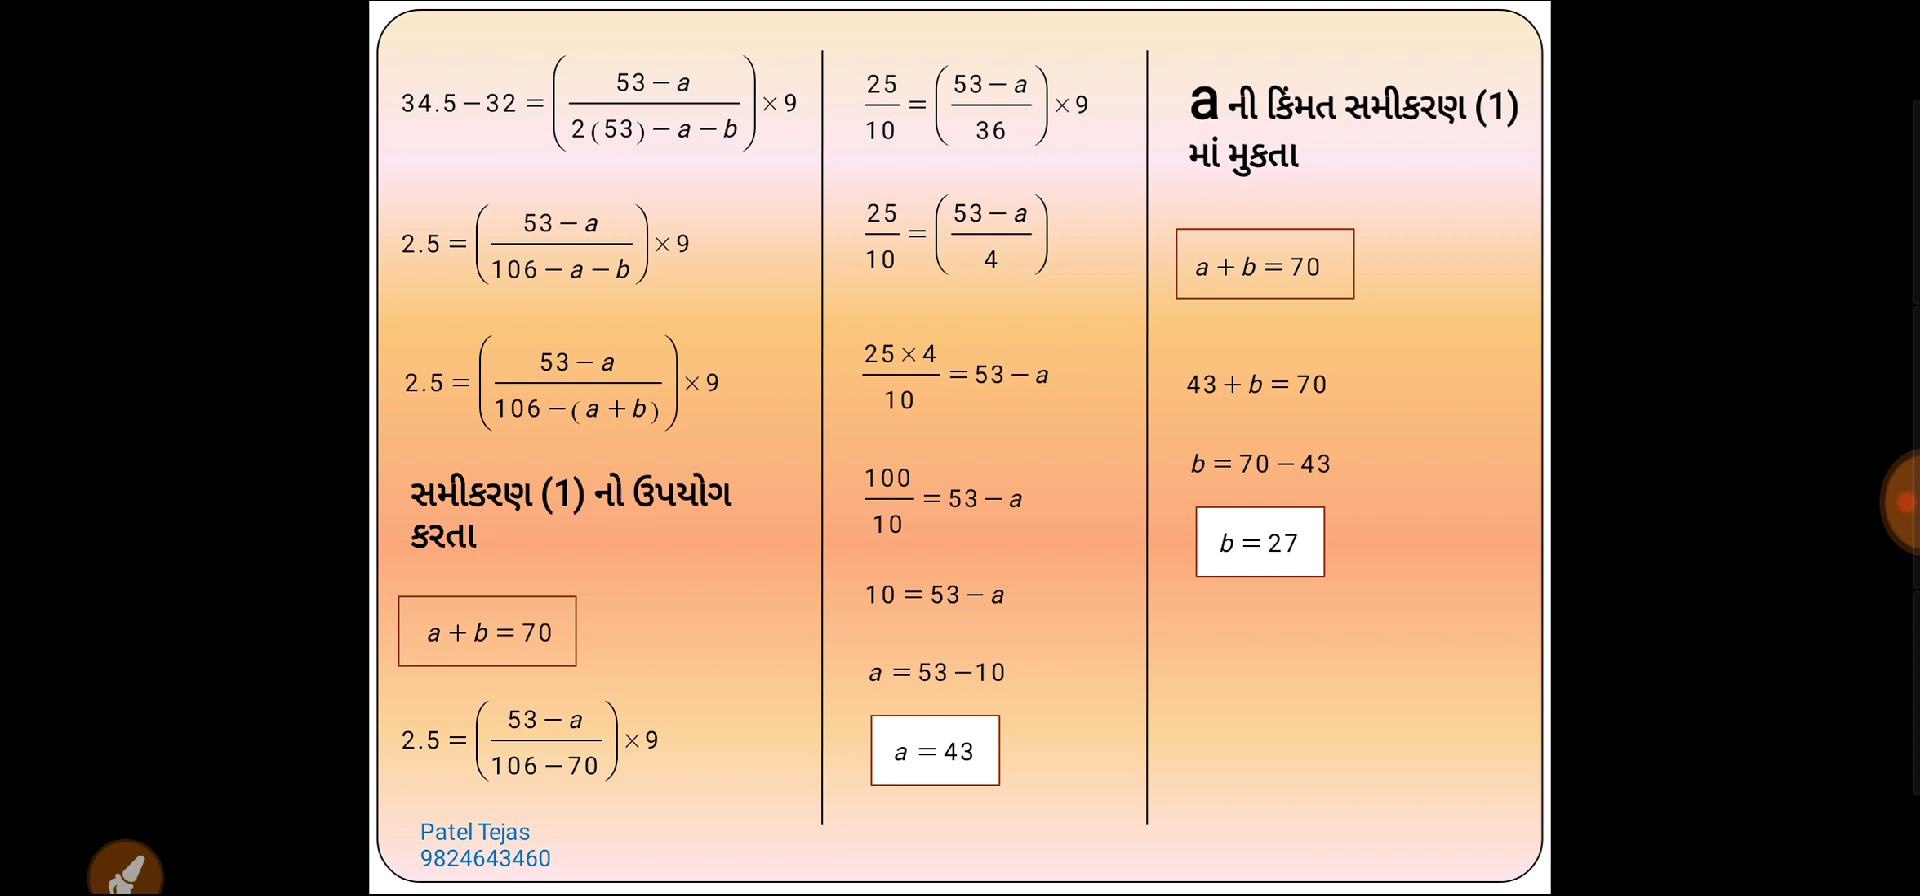 34.5 − 32 = ( (53 − a) / (2(53) − a − b) ) × 9
2.5 = ( (53 − a) / (106 − a − b) ) × 9
2.5 = ( (53 − a) / (106 − (a + b)) ) × 9
સમીકરણ (1) નો ઉપયોગ
કરતા
a + b = 70
2.5 = ( (53 − a) / (106 − 70) ) × 9
Patel Tejas
9824643460
25/10 = ( (53 − a) / 36 ) × 9
25/10 = ( (53 − a) / 4 )
(25 × 4)/10 = 53 − a
100/10 = 53 − a
10 = 53 − a
a = 53 − 10
a = 43
a ની કિંમત સમીકરણ (1)
માં મુકતા
a + b = 70
43 + b = 70
b = 70 − 43
b = 27